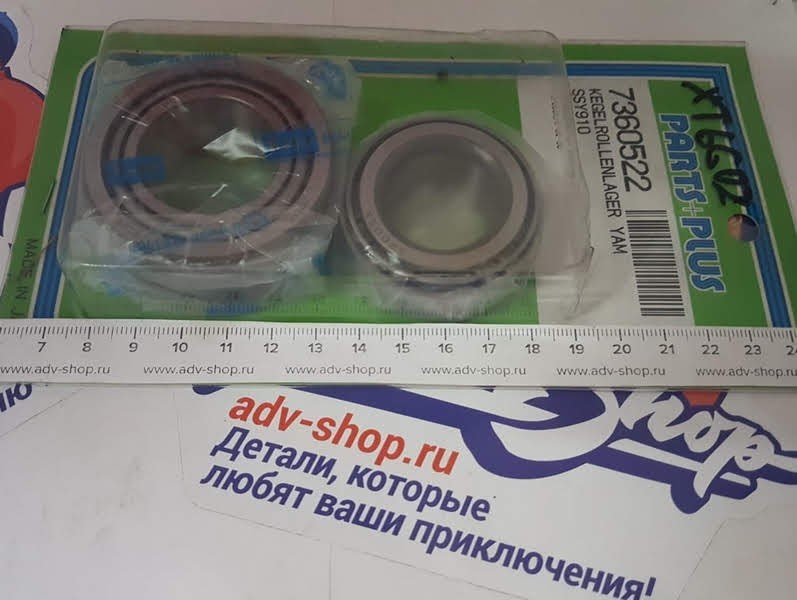 XT660Z
PARTS+PLUS
7360522
KEGELROLLENLAGER YAM
SSY910
MADE IN J
7 8 9 10 11 12 13 14 15 16 17 18 19 20 21 22 23 24
www.adv-shop.ru www.adv-shop.ru www.adv-shop.ru www.adv-shop.ru www.adv-shop.ru www.adv-shop.ru
Shop
adv-shop.ru
Детали, которые
любят ваши приключения!